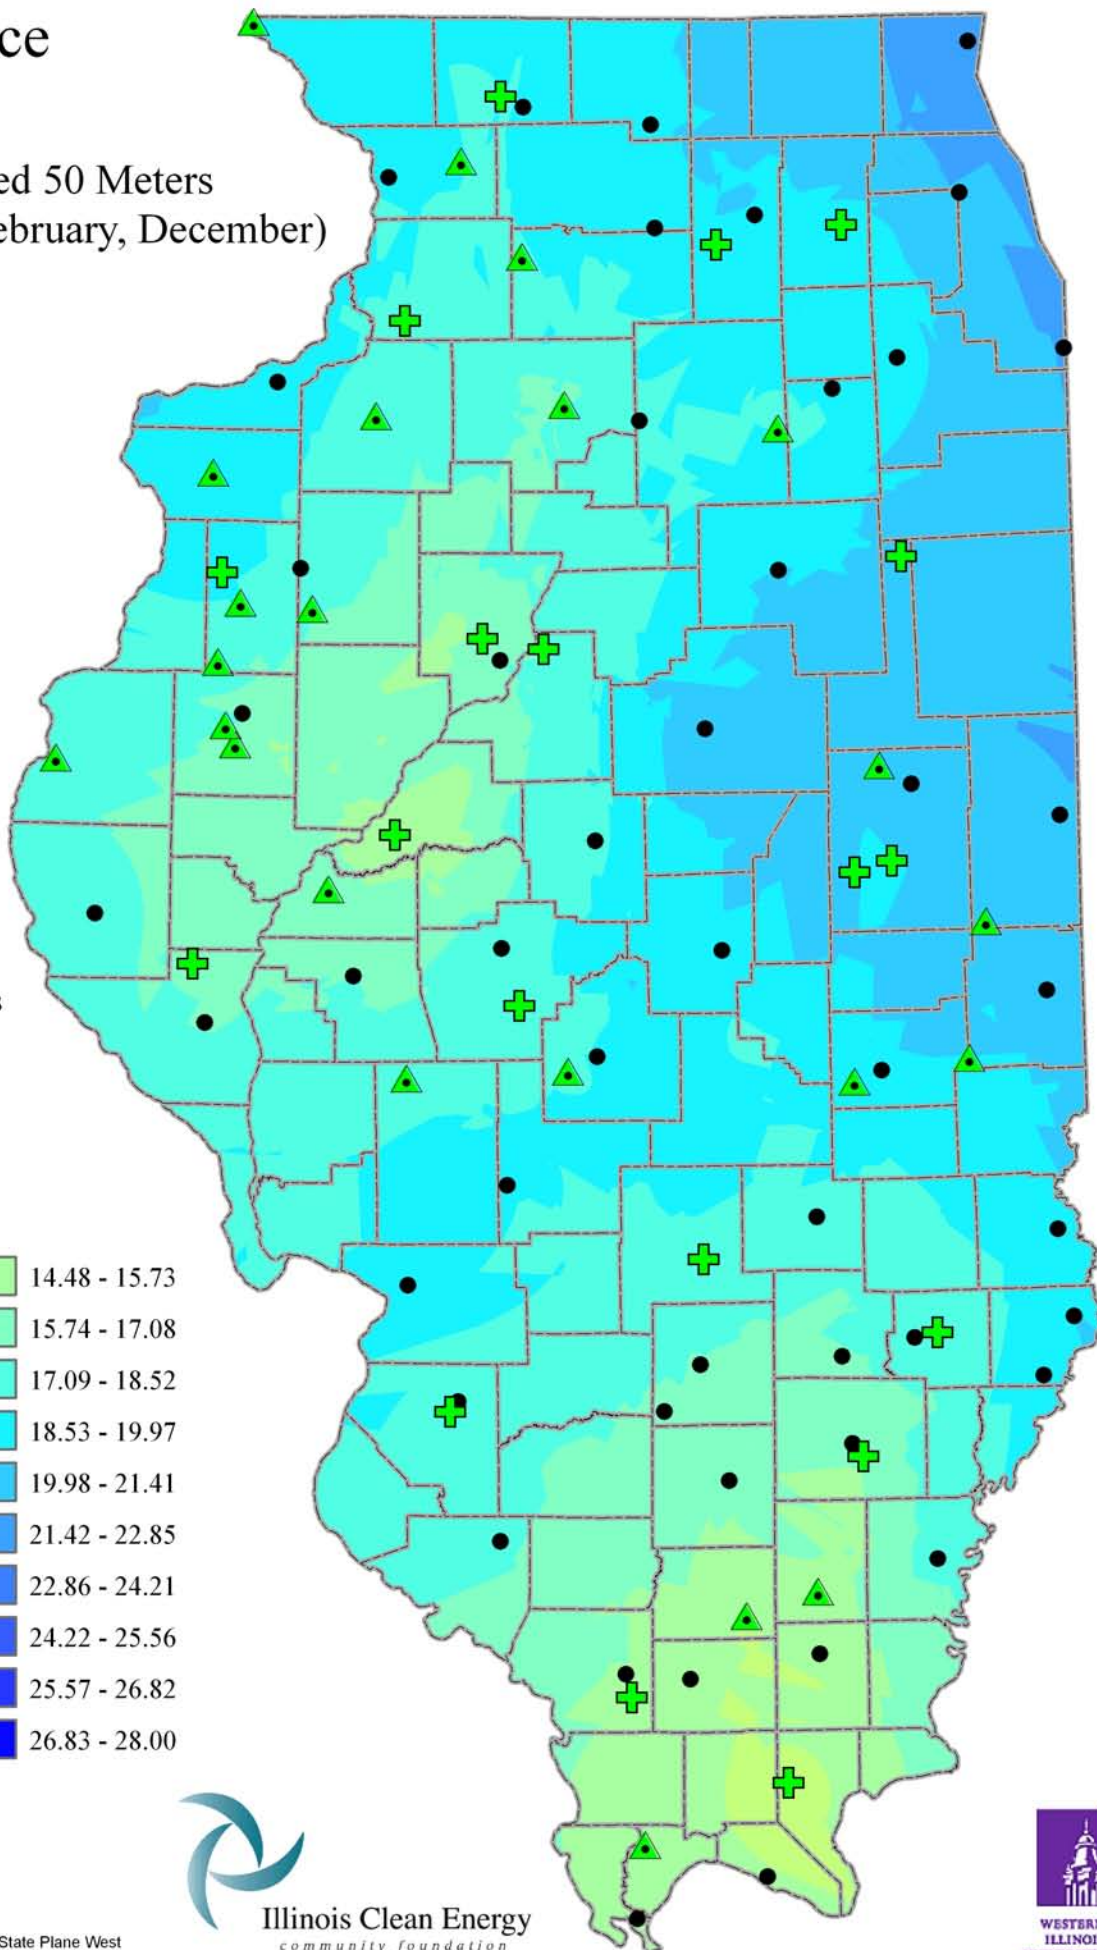 ce
ed 50 Meters
ebruary, December)
s
14.48 - 15.73
15.74 - 17.08
17.09 - 18.52
18.53 - 19.97
19.98 - 21.41
21.42 - 22.85
22.86 - 24.21
24.22 - 25.56
25.57 - 26.82
26.83 - 28.00
Illinois Clean Energy
community foundation
State Plane West
WESTER
ILLINOI